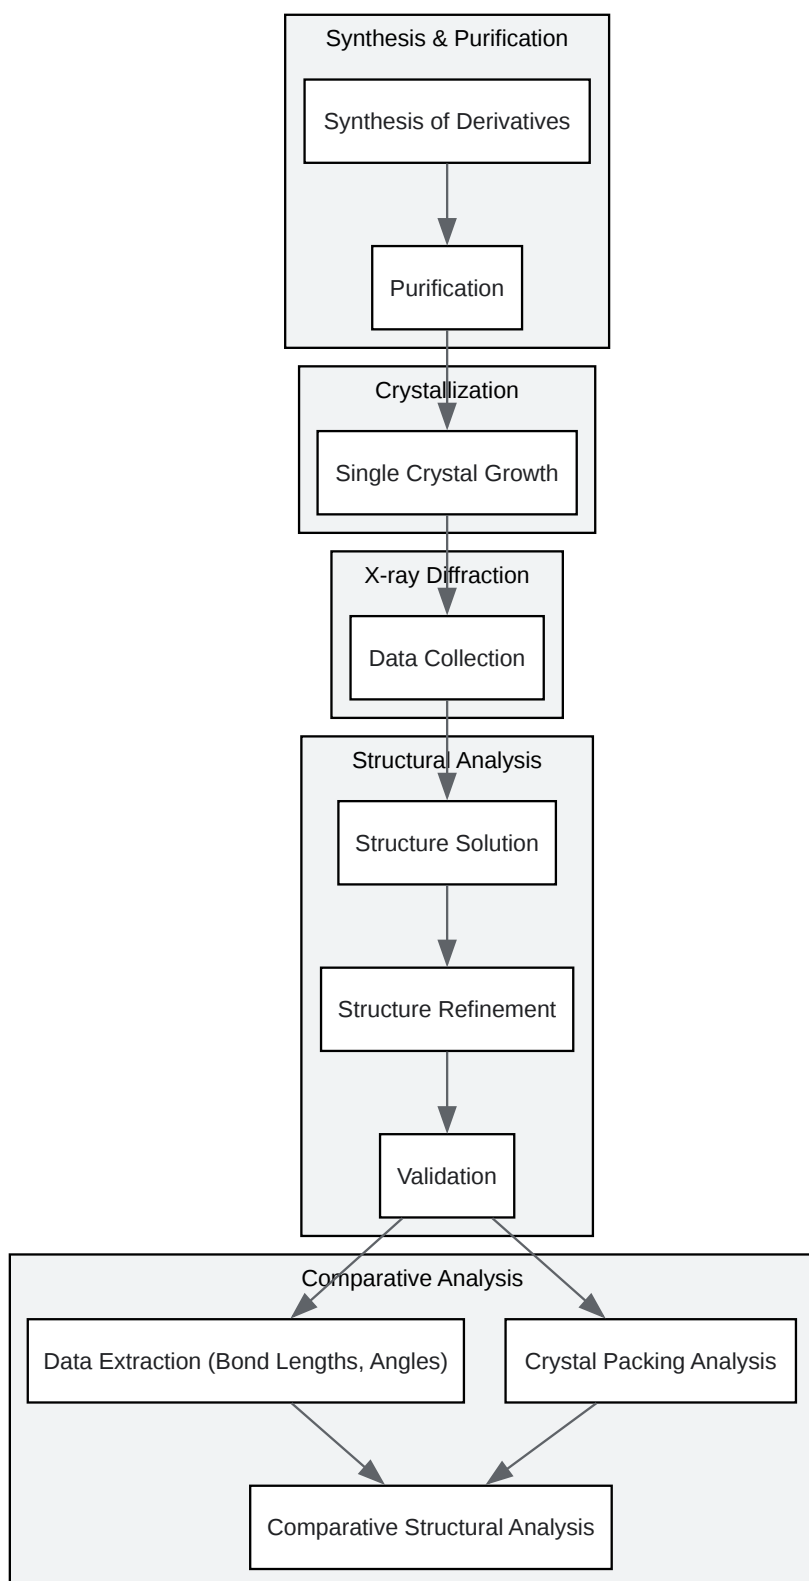 Synthesis & Purification
Synthesis of Derivatives
Purification
Crystallization
Single Crystal Growth
X-ray Diffraction
Data Collection
Structural Analysis
Structure Solution
Structure Refinement
Validation
Comparative Analysis
Data Extraction (Bond Lengths, Angles)
Crystal Packing Analysis
Comparative Structural Analysis